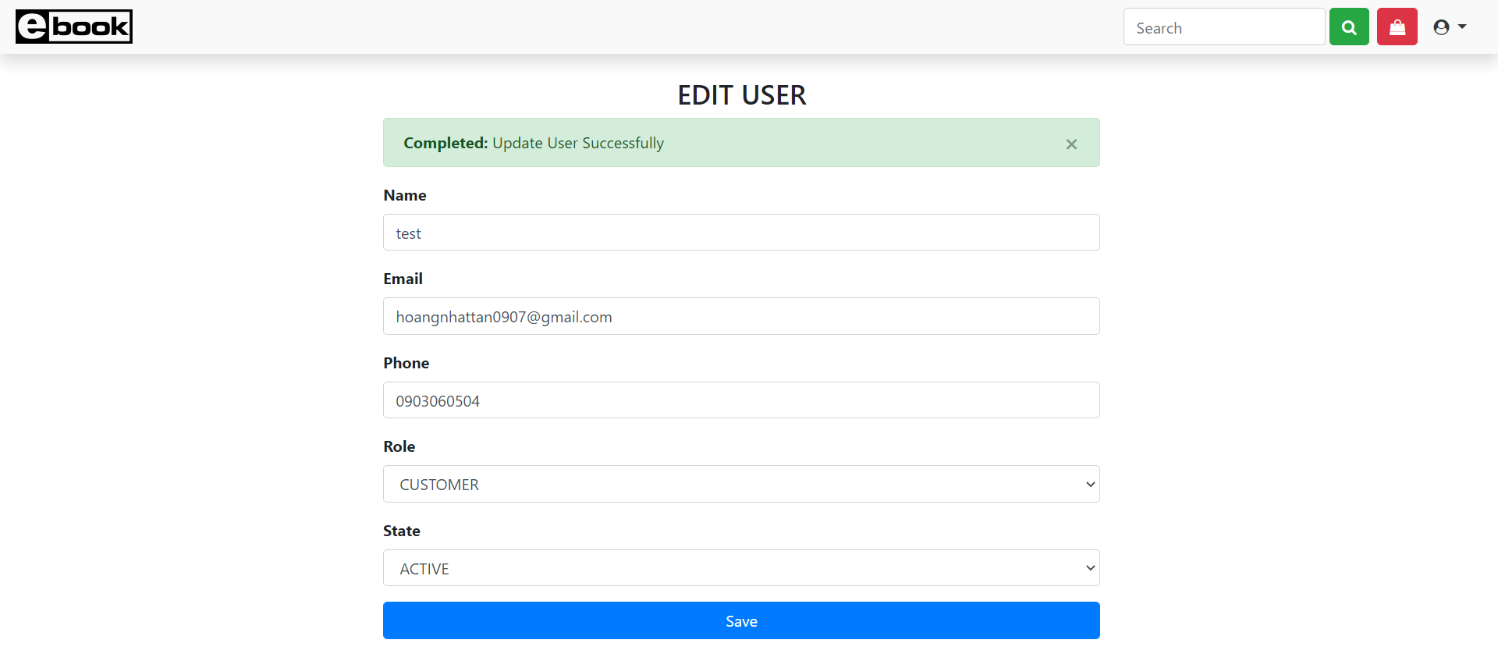 ebook
Search
EDIT USER
Completed: Update User Successfully ×
Name
test
Email
hoangnhattan0907@gmail.com
Phone
0903060504
Role
CUSTOMER
State
ACTIVE
Save